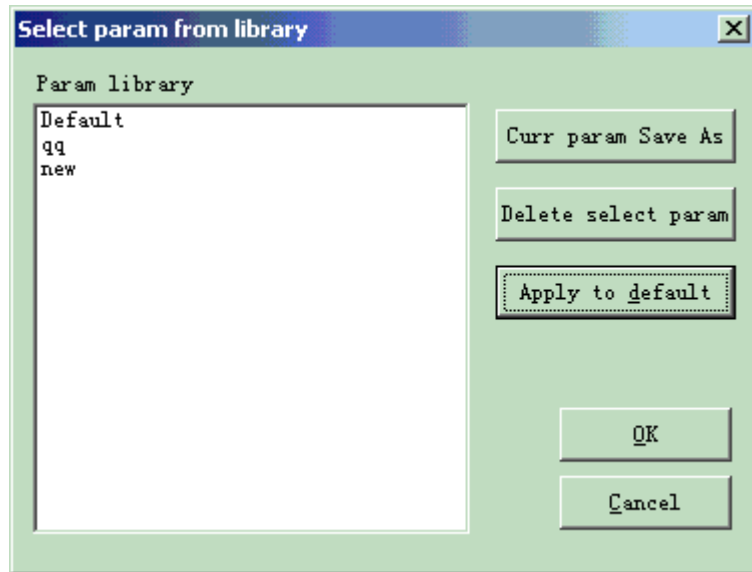 Select param from library
Param library
Default
qq
new
Curr param Save As
Delete select param
Apply to default
OK
Cancel